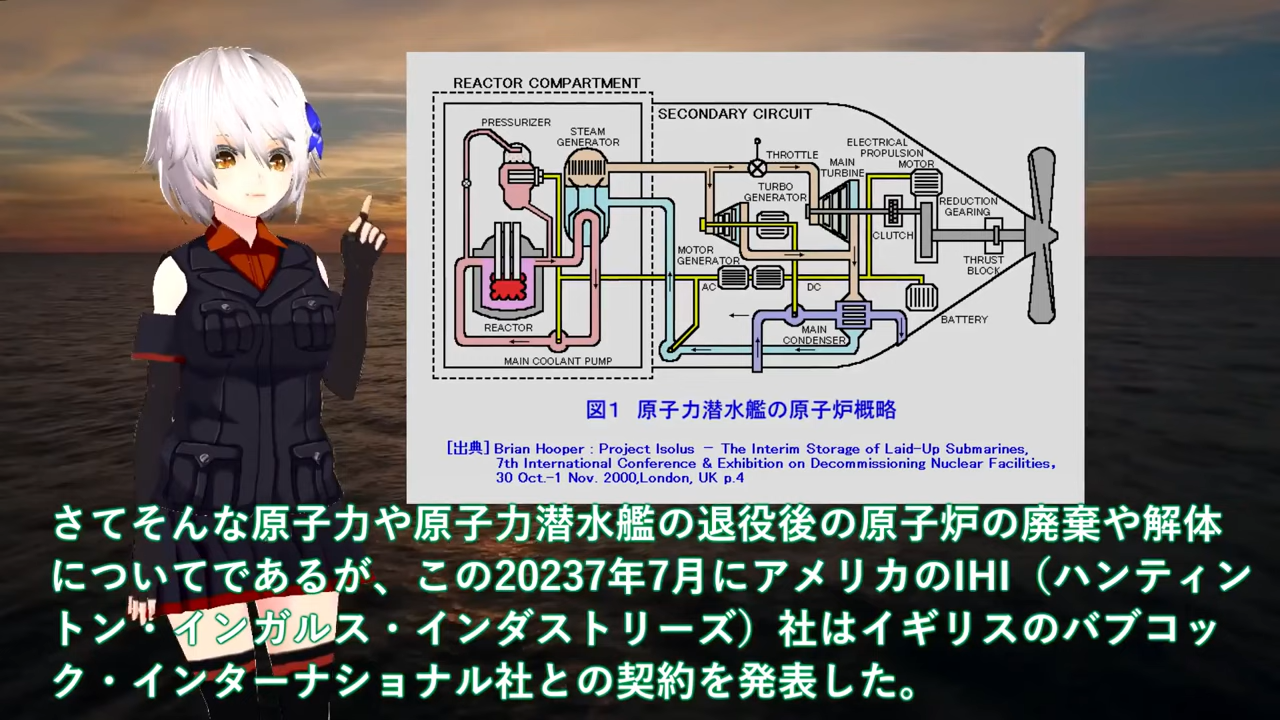 REACTOR COMPARTMENT
PRESSURIZER
STEAM
GENERATOR
REACTOR
MAIN COOLANT PUMP
SECONDARY CIRCUIT
THROTTLE
TURBO
GENERATOR
MAIN
TURBINE
ELECTRICAL
PROPULSION
MOTOR
REDUCTION
GEARING
CLUTCH
THRUST
BLOCK
MOTOR
GENERATOR
AC
DC
BATTERY
MAIN
CONDENSER
図1 原子力潜水艦の原子炉概略
[出典] Brian Hooper : Project Isolus - The Interim Storage of Laid-Up Submarines,
7th International Conference & Exhibition on Decommissioning Nuclear Facilities,
30 Oct.-1 Nov. 2000,London, UK p.4
さてそんな原子力や原子力潜水艦の退役後の原子炉の廃棄や解体
についてであるが、この20237年7月にアメリカのIHI（ハンティン
トン・インガルス・インダストリーズ）社はイギリスのバブコッ
ク・インターナショナル社との契約を発表した。